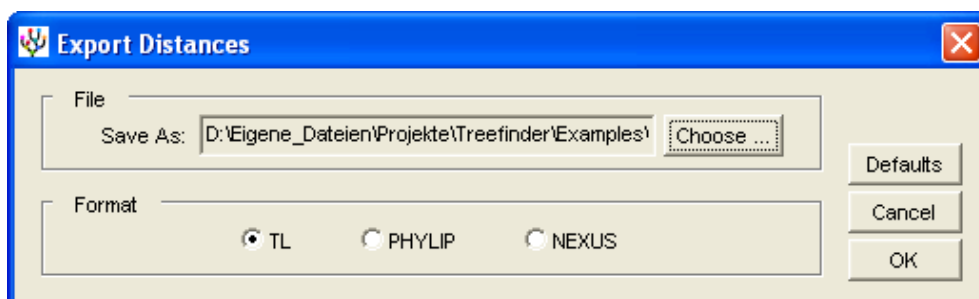 Export Distances
File
Save As: D:\Eigene_Dateien\Projekte\Treefinder\Examples\ Choose ...
Defaults
Format
Cancel
TL PHYLIP NEXUS
OK